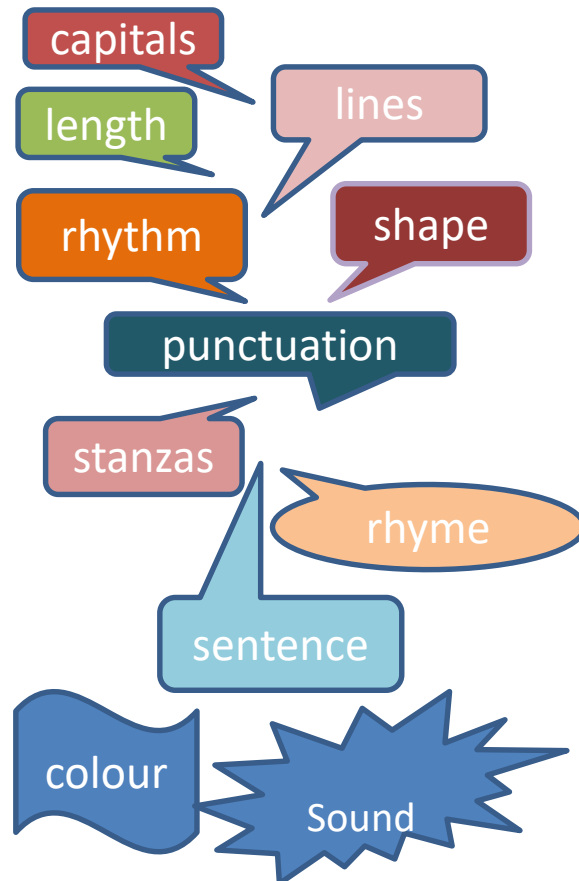 capitals
lines
length
shape
rhythm
punctuation
stanzas
rhyme
sentence
colour
Sound